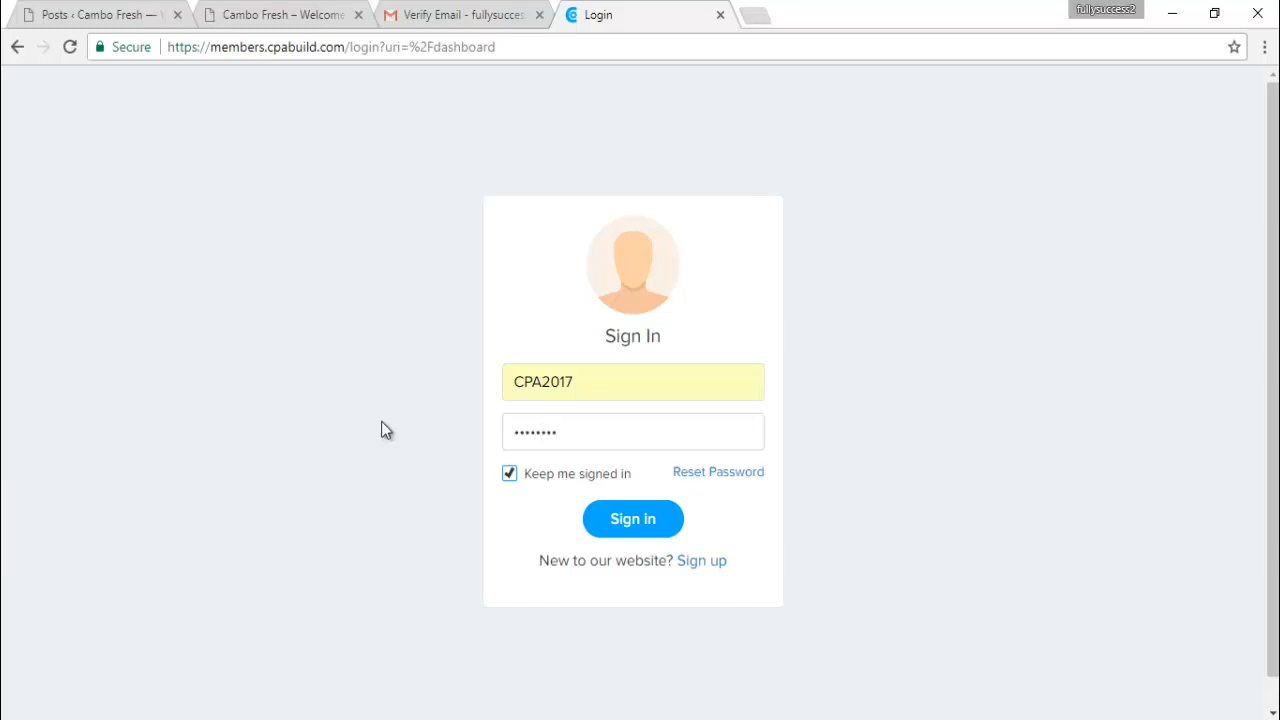 Posts ‹ Cambo Fresh —
Cambo Fresh – Welcome
Verify Email - fullysucces
Login
fullysuccess2
Secure
https://members.cpabuild.com/login?uri=%2Fdashboard
Sign In
CPA2017
••••••••
Keep me signed in
Reset Password
Sign in
New to our website? Sign up